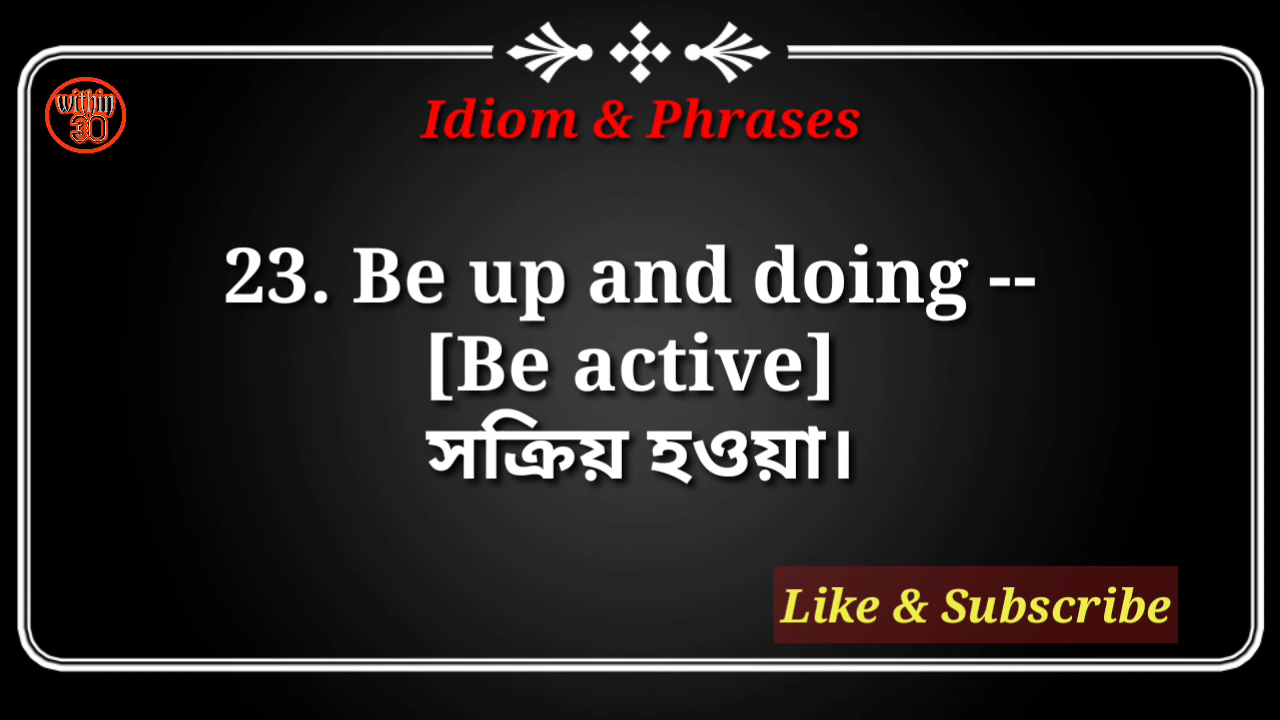 within
30
Idiom & Phrases
23. Be up and doing --
[Be active]
সক্রিয় হওয়া।
Like & Subscribe